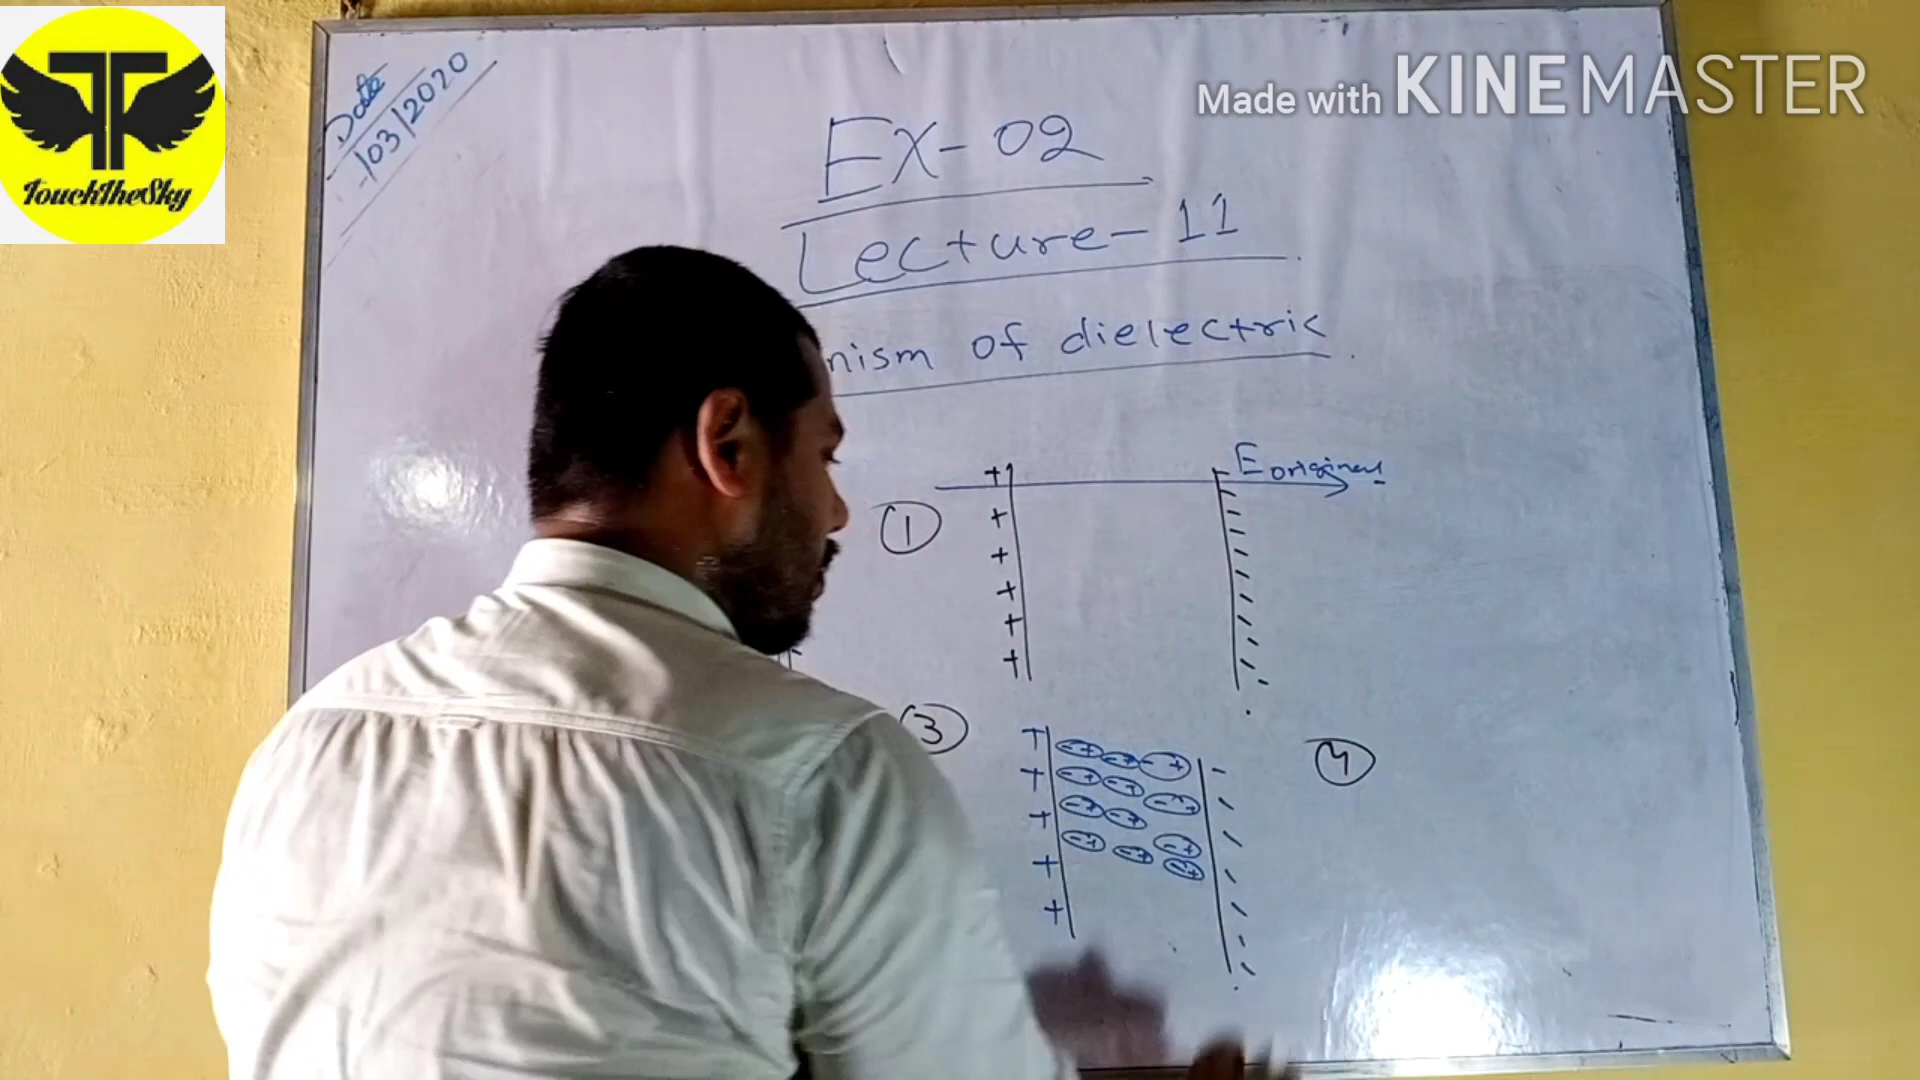 TouchTheSky
Made with KINEMASTER
Date
/03/2020
EX-02
Lecture-11
nism of dielectric
E original
1
+ + + + + +
- - - - - - - - -
3
+ + + + +
-+ -+ -+
-+ -+ -+
-+ -+
-+ -+ -+
-+
- - - - - - -
4